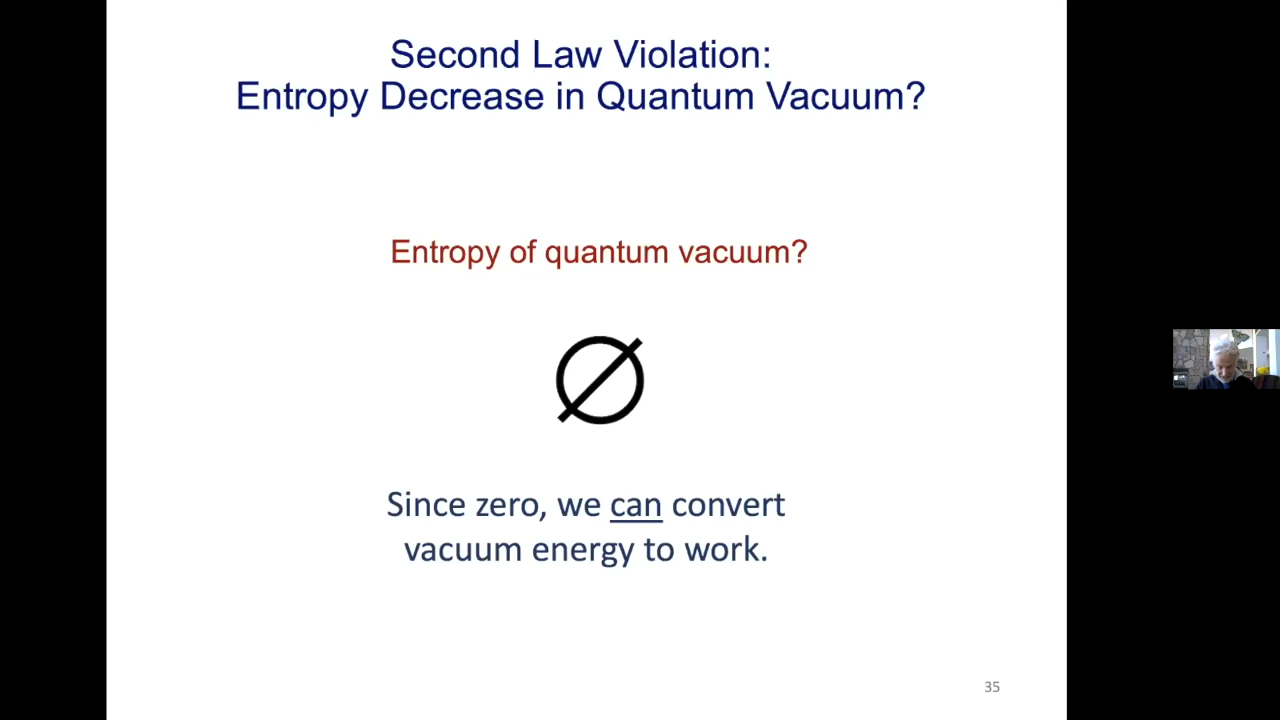 Second Law Violation:
Entropy Decrease in Quantum Vacuum?
Entropy of quantum vacuum?
Ø
Since zero, we can convert
vacuum energy to work.
35